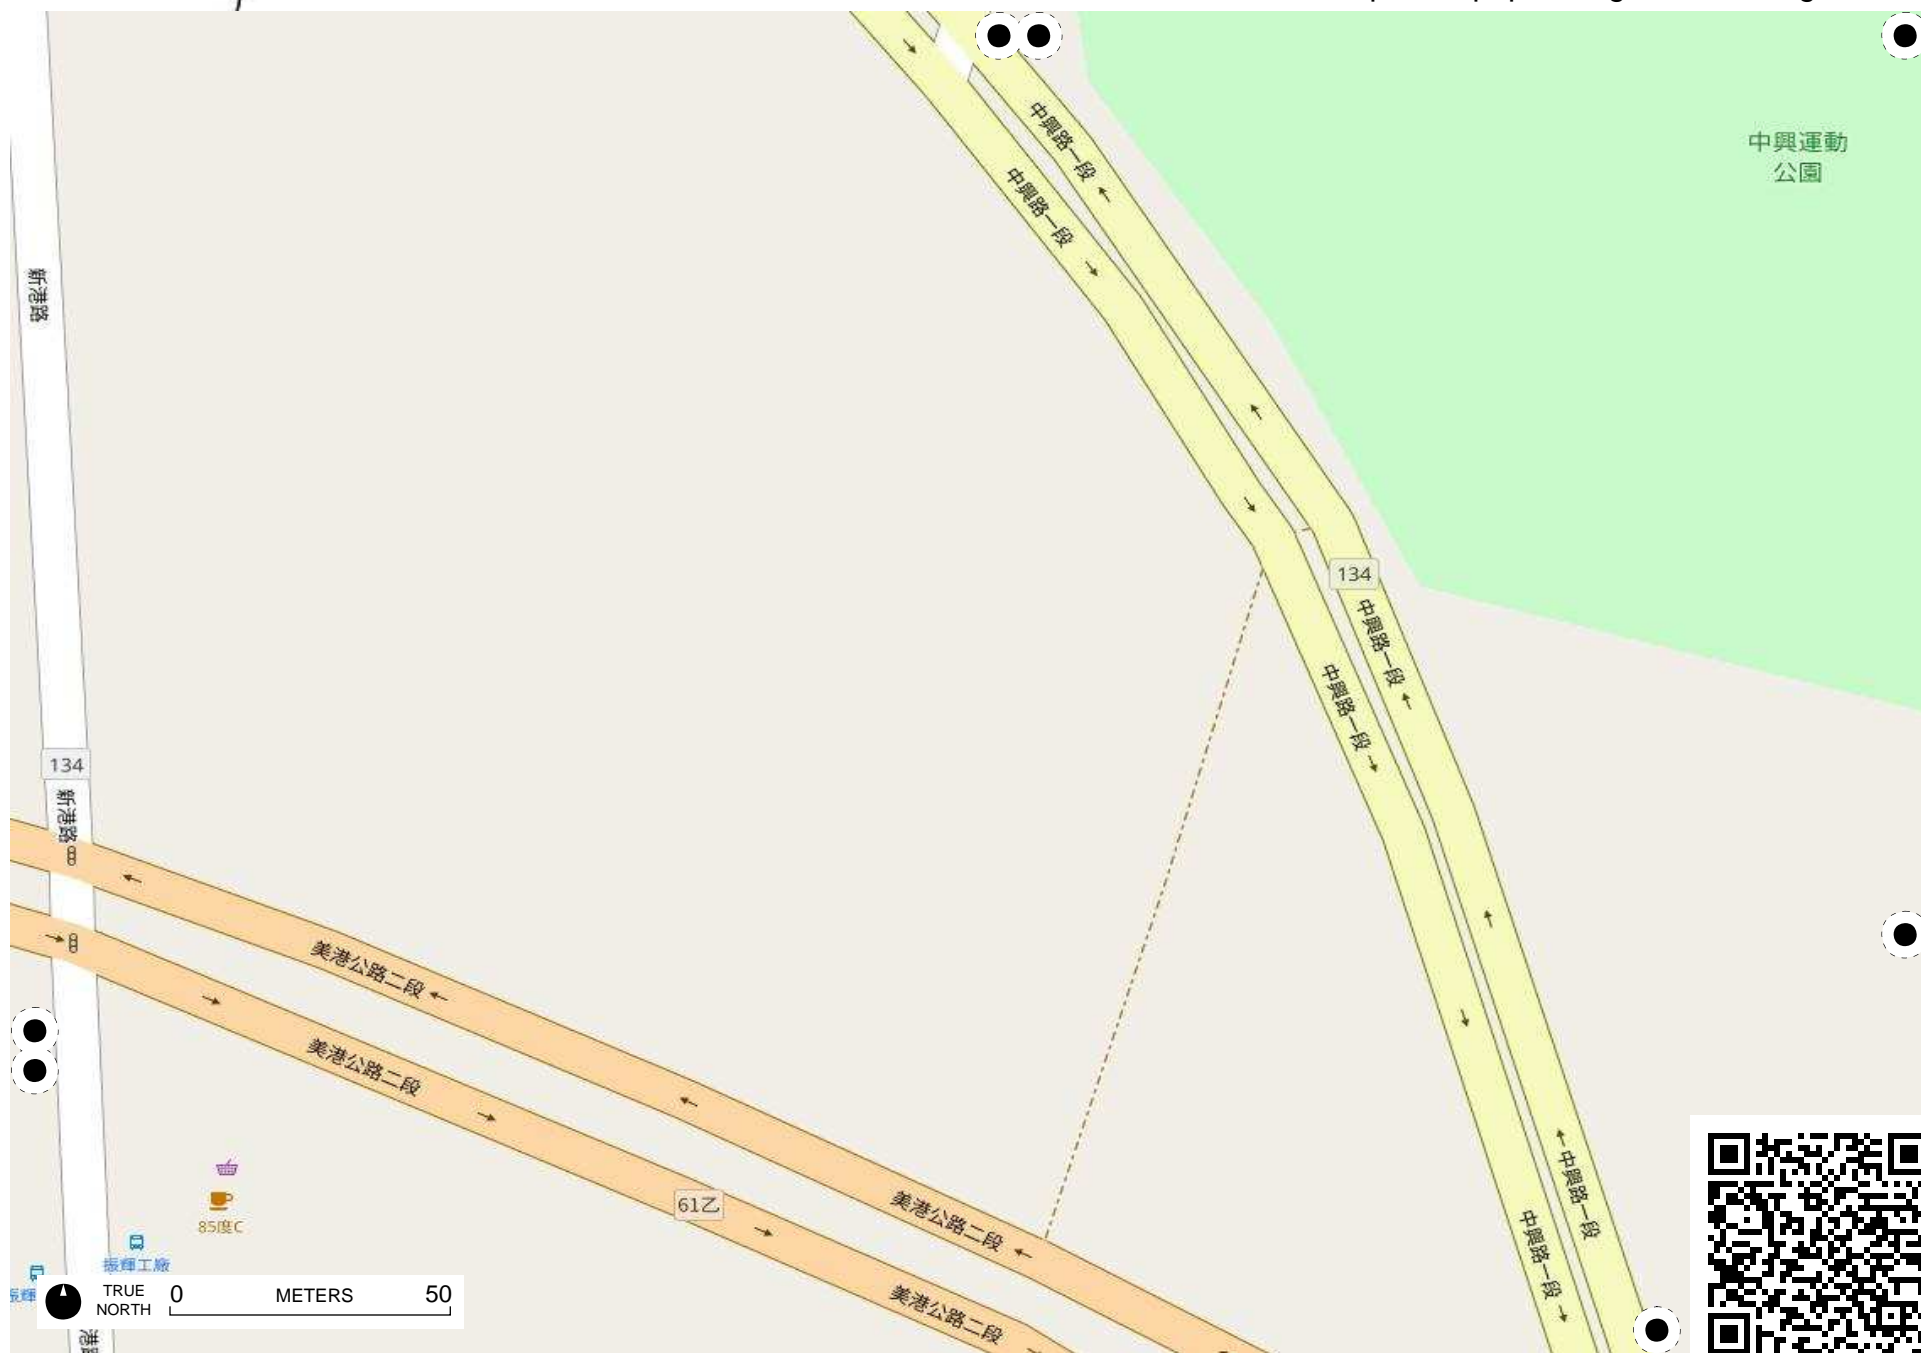 中興運動
公園
中興路一段
中興路一段
新港路
134
中興路一段
中興路一段
134
新港路
美港公路二段
美港公路二段
61乙
美港公路二段
中興路一段
中興路一段
85度C
振輝工廠
美港公路二段
TRUE
NORTH
0 METERS 50